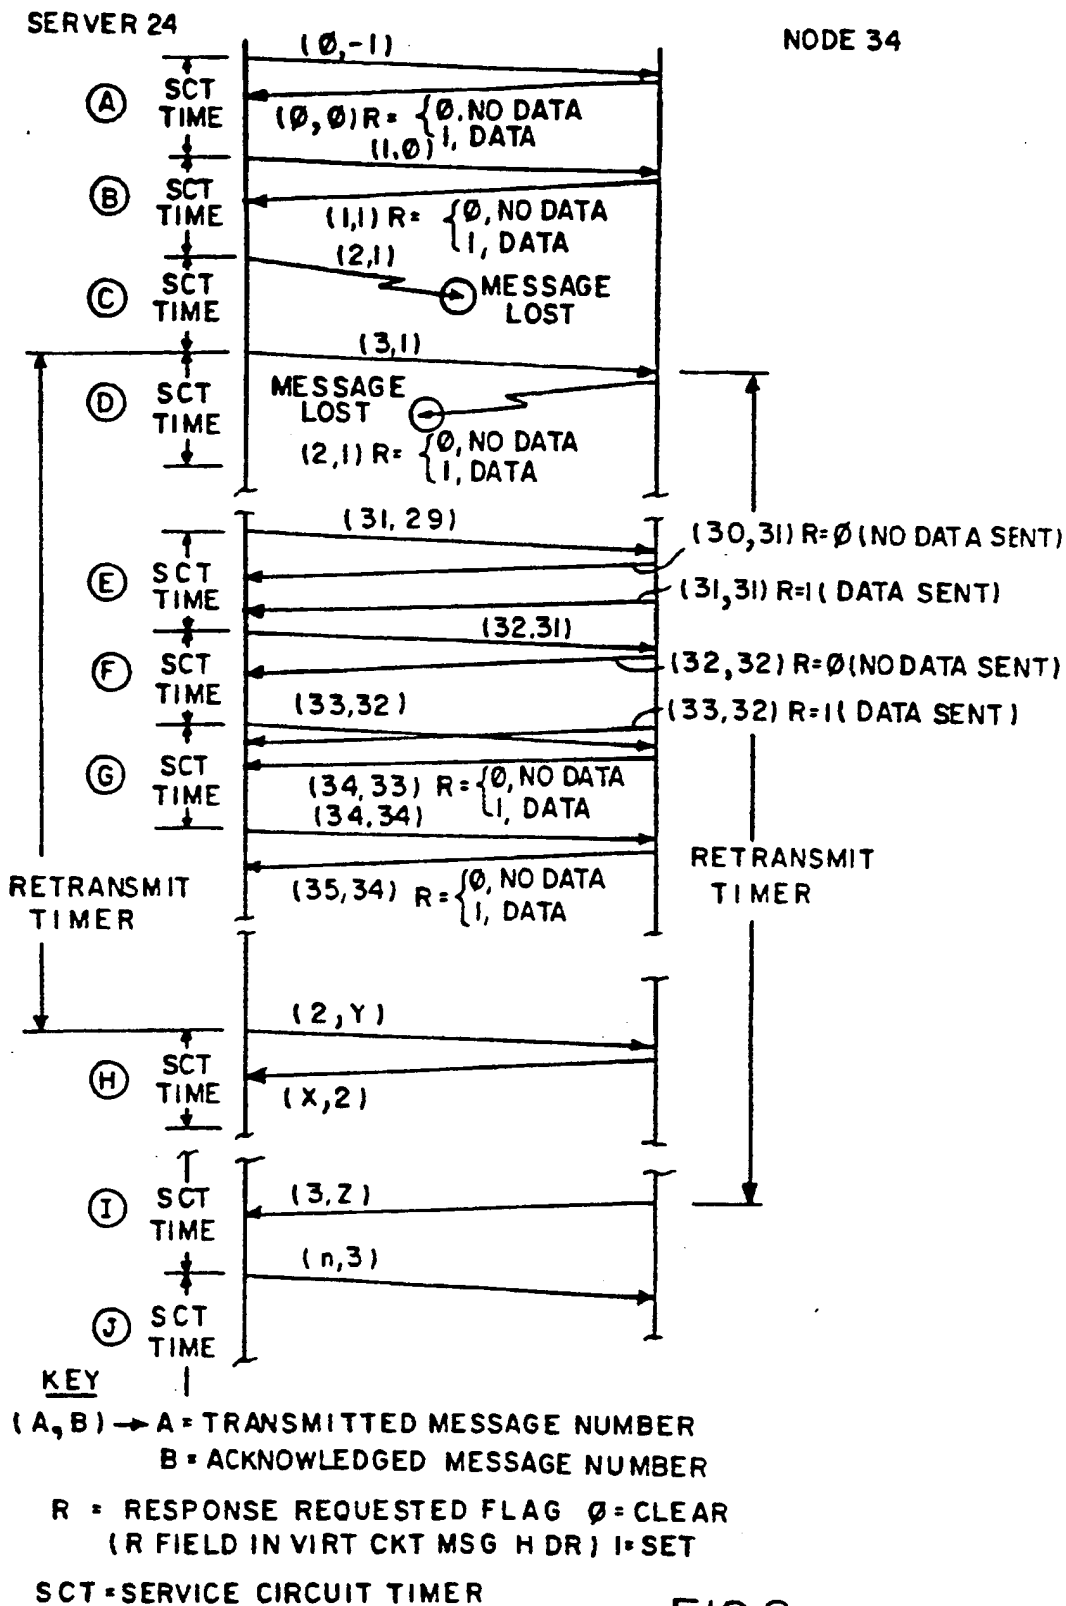 SERVER 24
NODE 34
(Ø,-1)
A SCT TIME
(Ø,Ø) R= { Ø, NO DATA
1, DATA
(1,Ø)
B SCT TIME
(1,1) R= { Ø, NO DATA
1, DATA
(2,1)
C SCT TIME
MESSAGE LOST
(3,1)
D SCT TIME
MESSAGE LOST
(2,1) R= { Ø, NO DATA
1, DATA
(31, 29)
(30,31) R=Ø (NO DATA SENT)
E SCT TIME
(31,31) R=1 ( DATA SENT)
(32,31)
F SCT TIME
(32,32) R=Ø (NO DATA SENT)
(33,32)
(33,32) R=1 ( DATA SENT)
G SCT TIME
(34,33) R= { Ø, NO DATA
1, DATA
(34,34)
RETRANSMIT TIMER
RETRANSMIT TIMER
(35,34) R= { Ø, NO DATA
1, DATA
(2,Y)
H SCT TIME
(X,2)
I SCT TIME
(3,Z)
(n,3)
J SCT TIME
KEY
(A,B) → A = TRANSMITTED MESSAGE NUMBER
B = ACKNOWLEDGED MESSAGE NUMBER
R = RESPONSE REQUESTED FLAG Ø = CLEAR
(R FIELD IN VIRT CKT MSG HDR) 1 = SET
SCT = SERVICE CIRCUIT TIMER